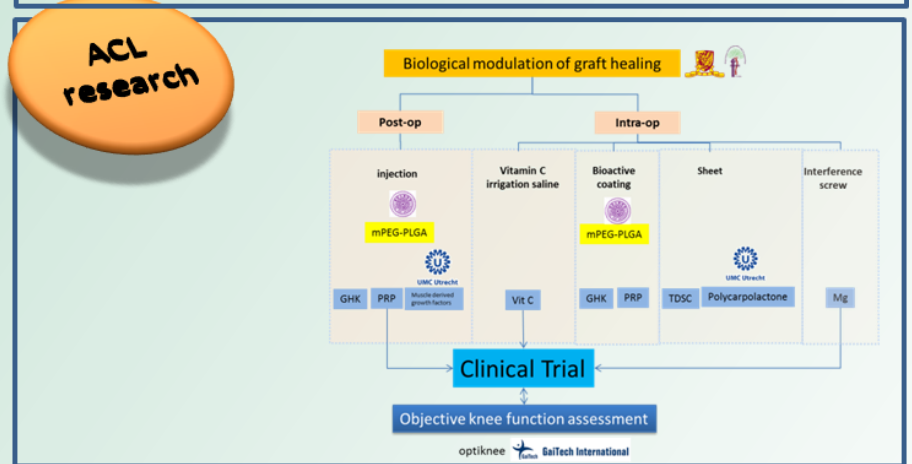 ACL
research
Biological modulation of graft healing
Post-op
Intra-op
injection
Vitamin C
irrigation saline
Bioactive
coating
Sheet
Interference
screw
mPEG-PLGA
mPEG-PLGA
UMC Utrecht
UMC Utrecht
GHK
PRP
Muscle derived
growth factors
Vit C
GHK
PRP
TDSC
Polycarpolactone
Mg
Clinical Trial
Objective knee function assessment
optiknee
GaiTech
GaiTech International